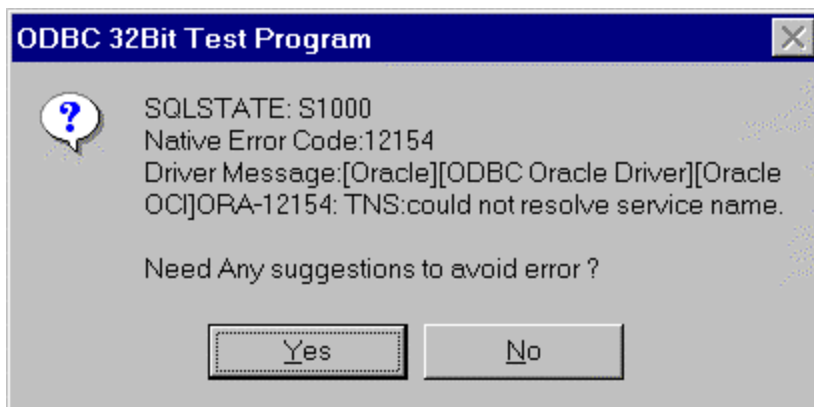 ODBC 32Bit Test Program
SQLSTATE: S1000
Native Error Code:12154
Driver Message:[Oracle][ODBC Oracle Driver][Oracle
OCI]ORA-12154: TNS:could not resolve service name.
Need Any suggestions to avoid error ?
Yes
No